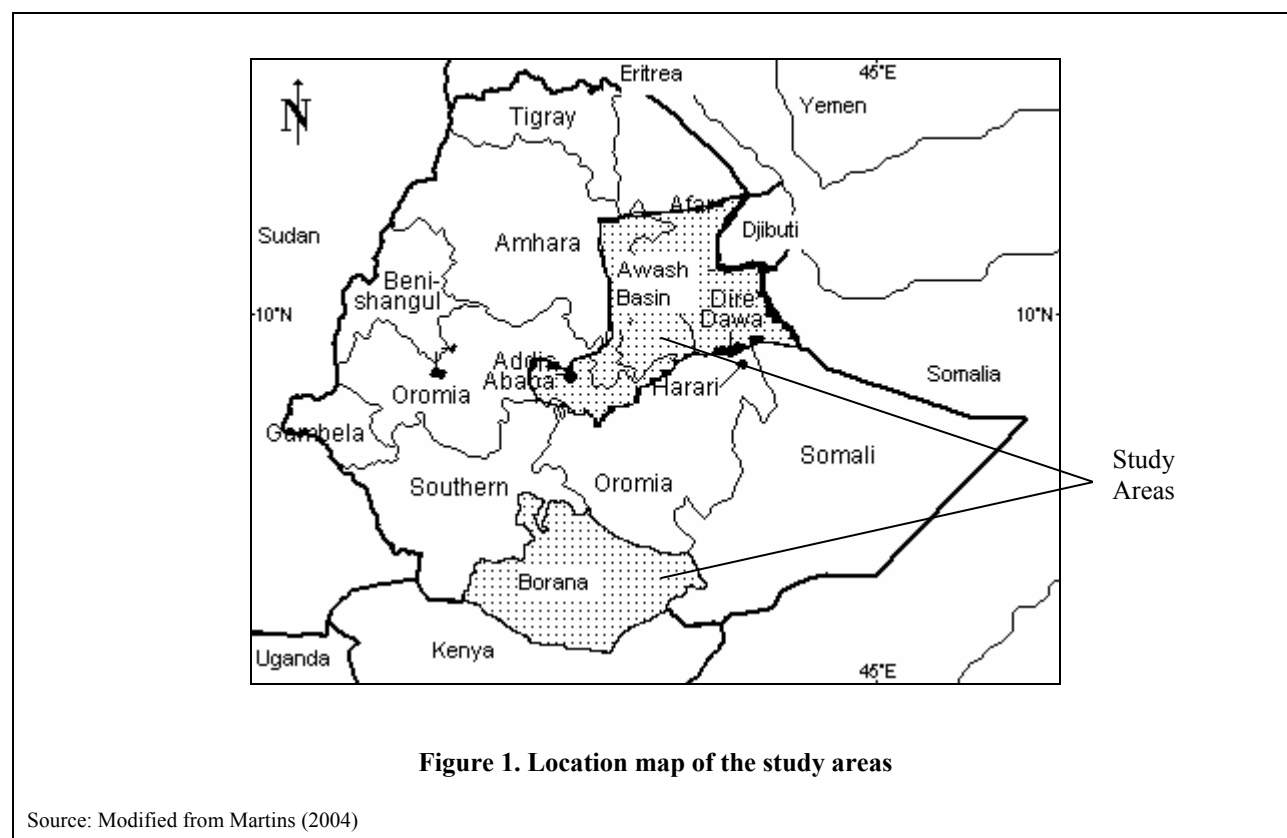 Eritrea
45°E
N
Yemen
Tigray
Afar
Sudan
Amhara
Djibuti
Awash
Basin
Beni-
shangul
Dire
Dawa
10°N
10°N
Addis
Ababa
Oromia
Harari
Somalia
Gambela
Somali
Southern
Oromia
Study
Areas
Borana
Uganda
Kenya
45°E
Figure 1. Location map of the study areas
Source: Modified from Martins (2004)